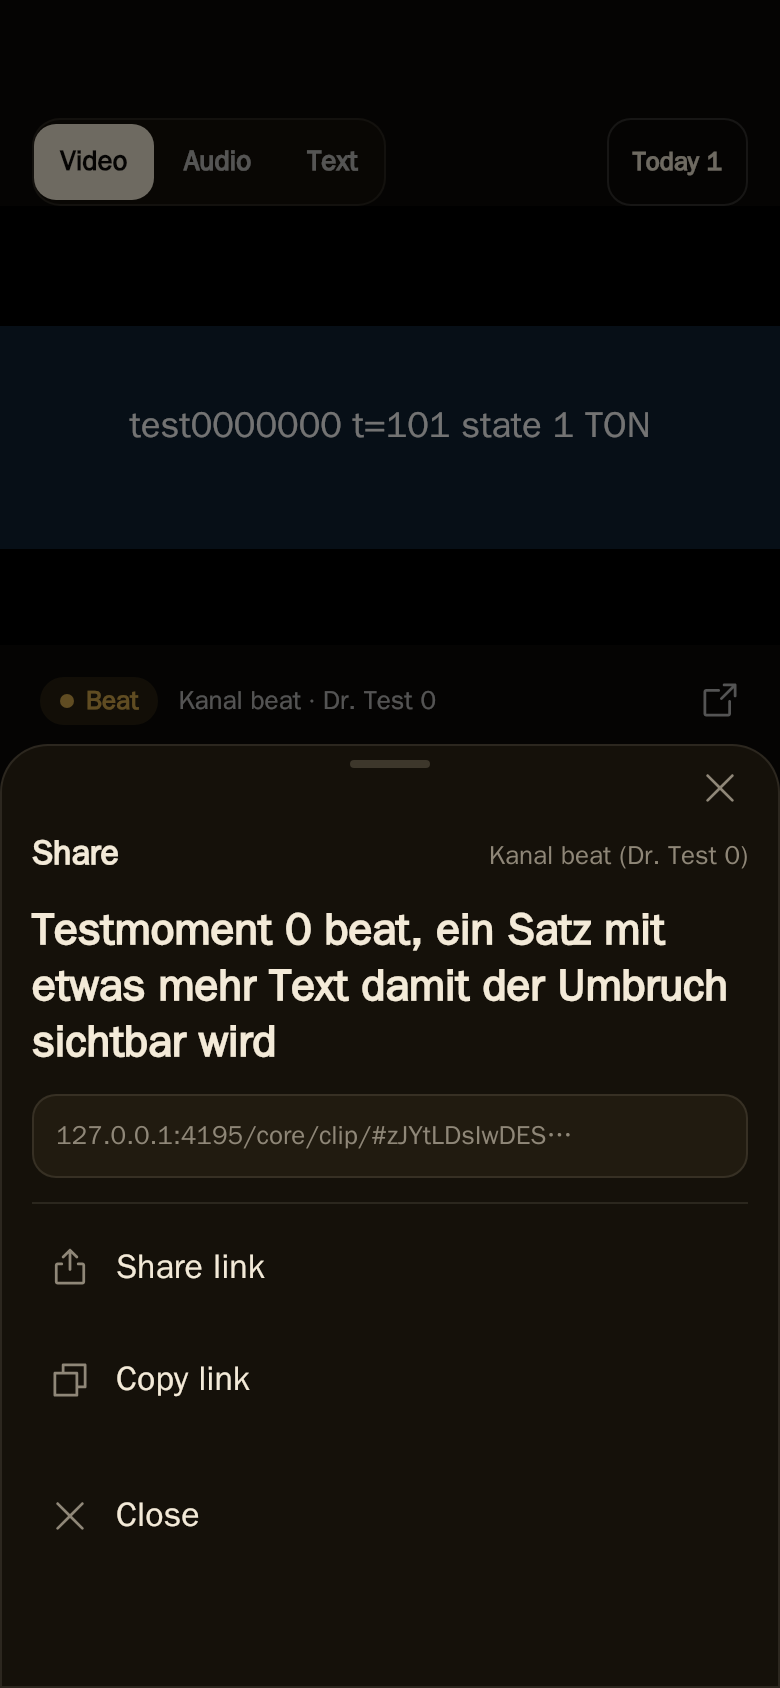 Video Audio Text Today 1
test0000000 t=101 state 1 TON
Beat Kanal beat · Dr. Test 0
Share Kanal beat (Dr. Test 0)
Testmoment 0 beat, ein Satz mit
etwas mehr Text damit der Umbruch
sichtbar wird
127.0.0.1:4195/core/clip/#zJYtLDslwDES···
Share link
Copy link
Close